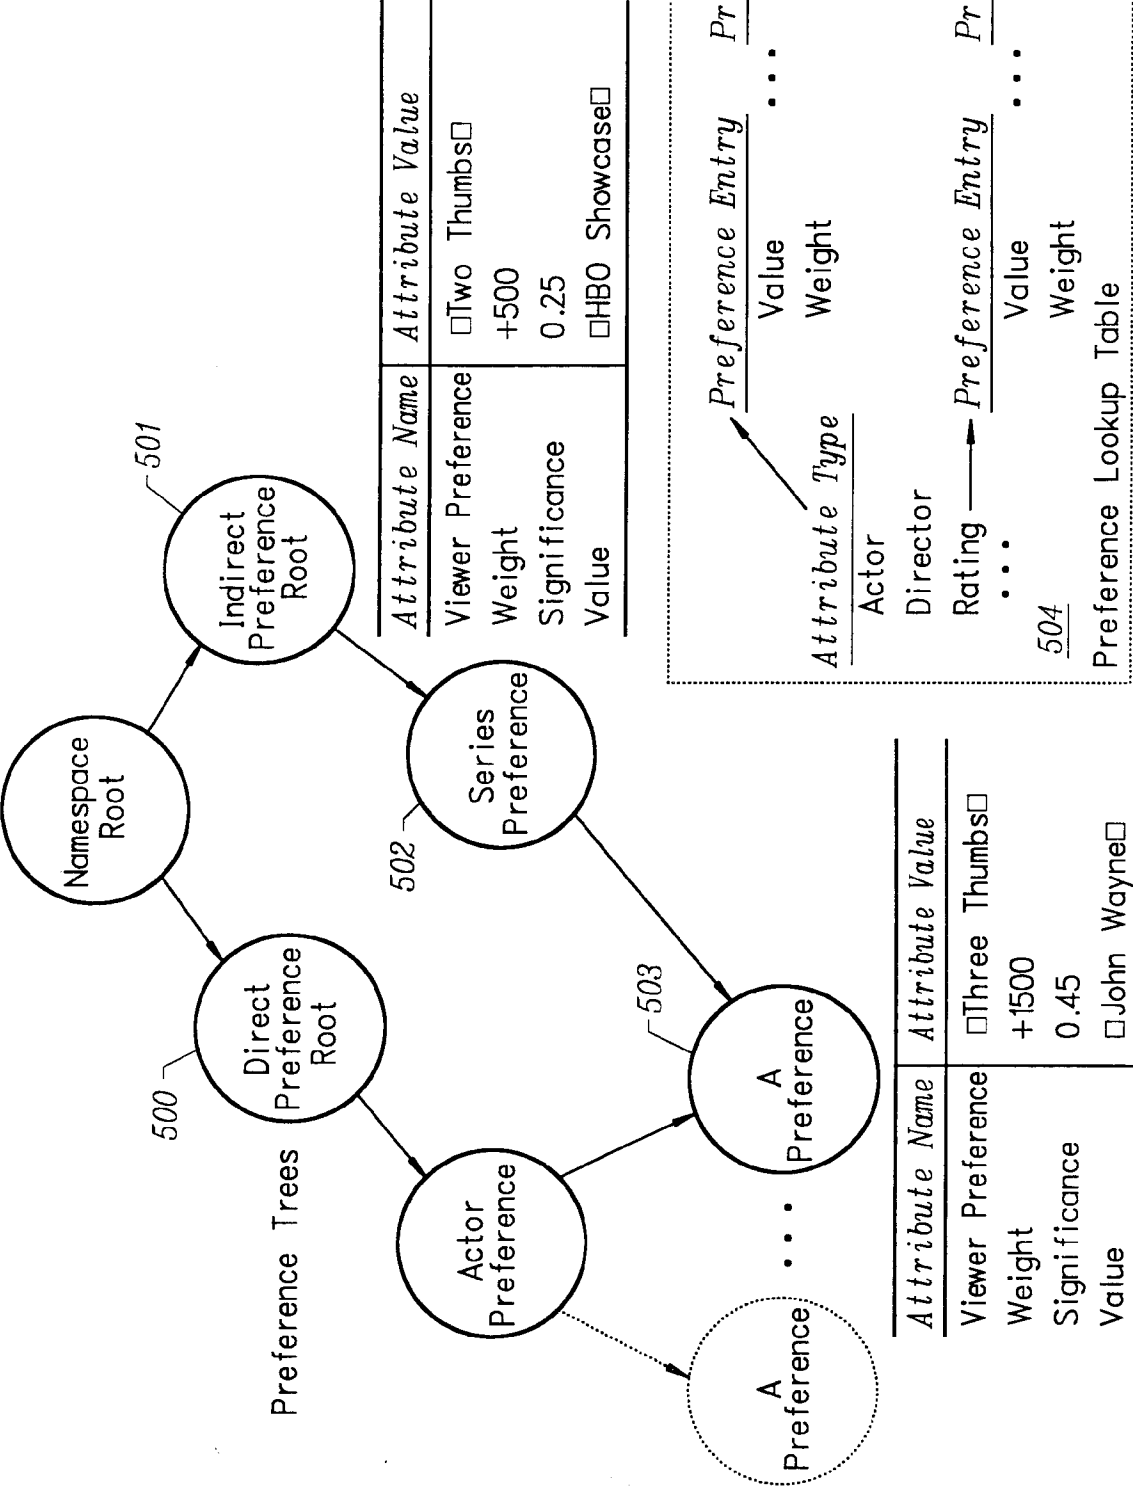 Preference Trees
Namespace
Root
500
Direct
Preference
Root
501
Indirect
Preference
Root
Actor
Preference
502
Series
Preference
A
Preference
...
503
A
Preference
Attribute Name Attribute Value
Viewer Preference □Two Thumbs□
Weight +500
Significance 0.25
Value □HBO Showcase□
Attribute Name Attribute Value
Viewer Preference □Three Thumbs□
Weight +1500
Significance 0.45
Value □John Wayne□
Preference Entry Pr
Value ...
Weight
Attribute Type
Actor
Director
Rating Preference Entry Pr
... Value ...
504 Weight
Preference Lookup Table